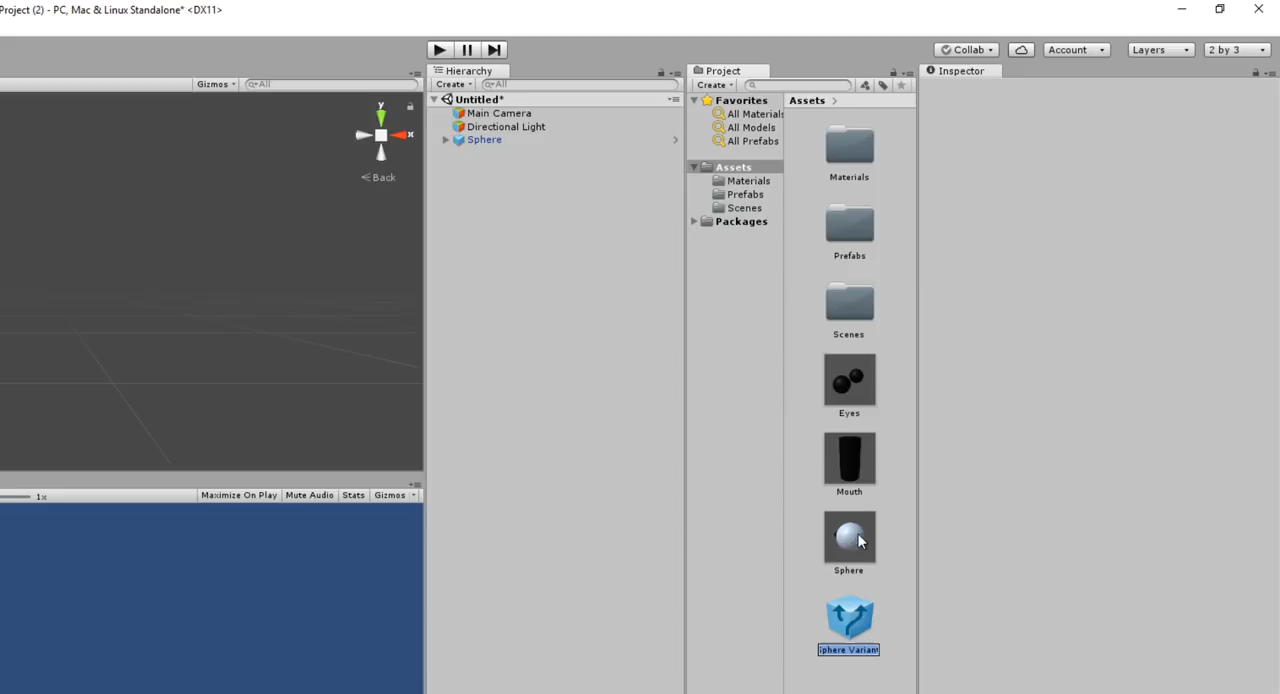 Project (2) - PC, Mac & Linux Standalone* <DX11>
Collab
Account
Layers
2 by 3
Gizmos
All
y
x
Back
1x
Maximize On Play
Mute Audio
Stats
Gizmos
Hierarchy
Create
All
Untitled*
Main Camera
Directional Light
Sphere
Project
Create
Favorites
All Materials
All Models
All Prefabs
Assets
Materials
Prefabs
Scenes
Packages
Assets
Materials
Prefabs
Scenes
Eyes
Mouth
Sphere
Sphere Variant
Inspector